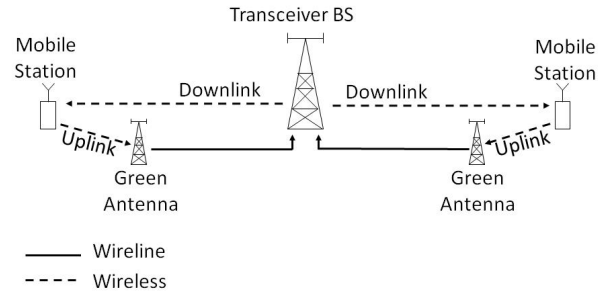 Transceiver BS
Mobile
Station
Mobile
Station
Downlink
Downlink
Uplink
Uplink
Green
Antenna
Green
Antenna
Wireline
Wireless